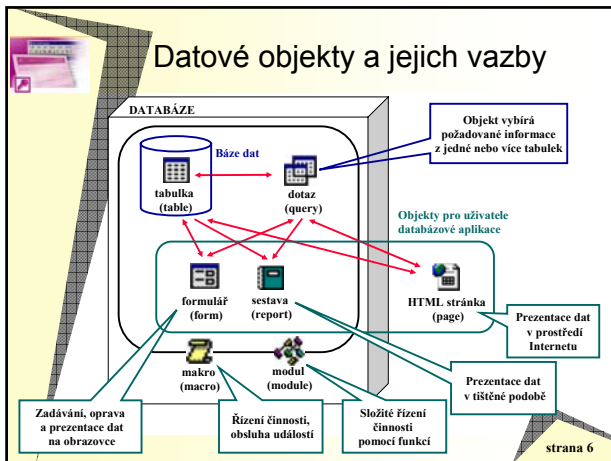 Datové objekty a jejich vazby
DATABÁZE
Objekt vybírá
požadované informace
z jedné nebo více tabulek
Báze dat
tabulka
(table)
dotaz
(query)
Objekty pro uživatele
databázové aplikace
formulář
(form)
sestava
(report)
HTML stránka
(page)
Prezentace dat
v prostředí
Internetu
makro
(macro)
modul
(module)
Prezentace dat
v tištěné podobě
Zadávání, oprava
a prezentace dat
na obrazovce
Řízení činnosti,
obsluha událostí
Složité řízení
činnosti
pomocí funkcí
strana 6